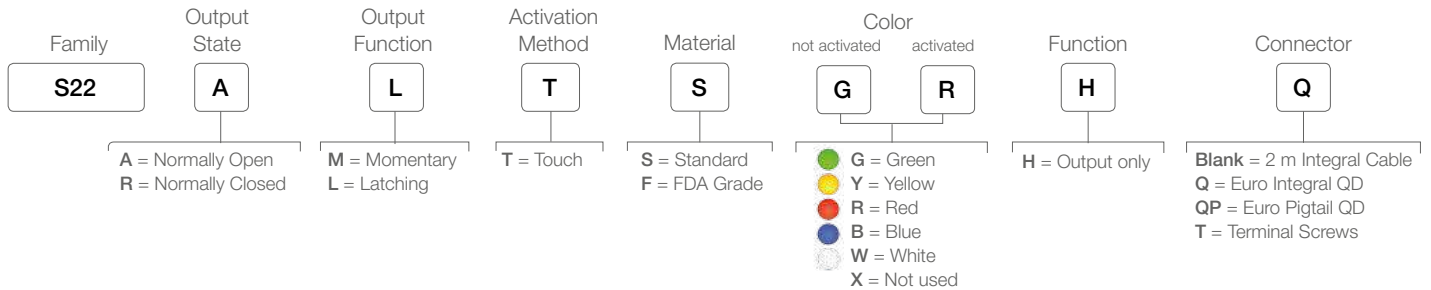 Family
Output
State
Output
Function
Activation
Method
Material
Color
not activated activated
Function
Connector
S22
A
L
T
S
G
R
H
Q
A = Normally Open
R = Normally Closed
M = Momentary
L = Latching
T = Touch
S = Standard
F = FDA Grade
G = Green
Y = Yellow
R = Red
B = Blue
W = White
X = Not used
H = Output only
Blank = 2 m Integral Cable
Q = Euro Integral QD
QP = Euro Pigtail QD
T = Terminal Screws